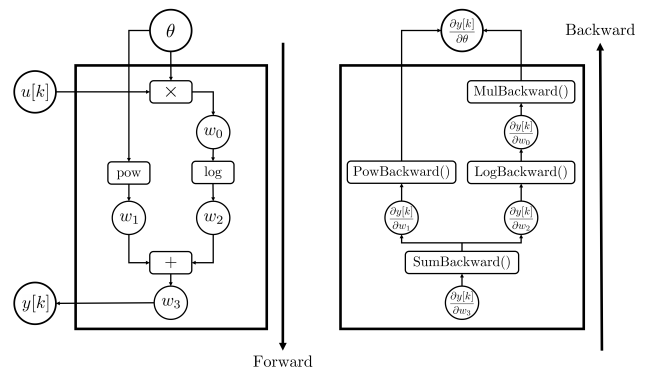 θ
u[k]
×
w₀
pow
log
w₁
w₂
+
y[k]
w₃
Forward
∂y[k]/∂θ
Backward
MulBackward()
∂y[k]/∂w₀
PowBackward()
LogBackward()
∂y[k]/∂w₁
∂y[k]/∂w₂
SumBackward()
∂y[k]/∂w₃